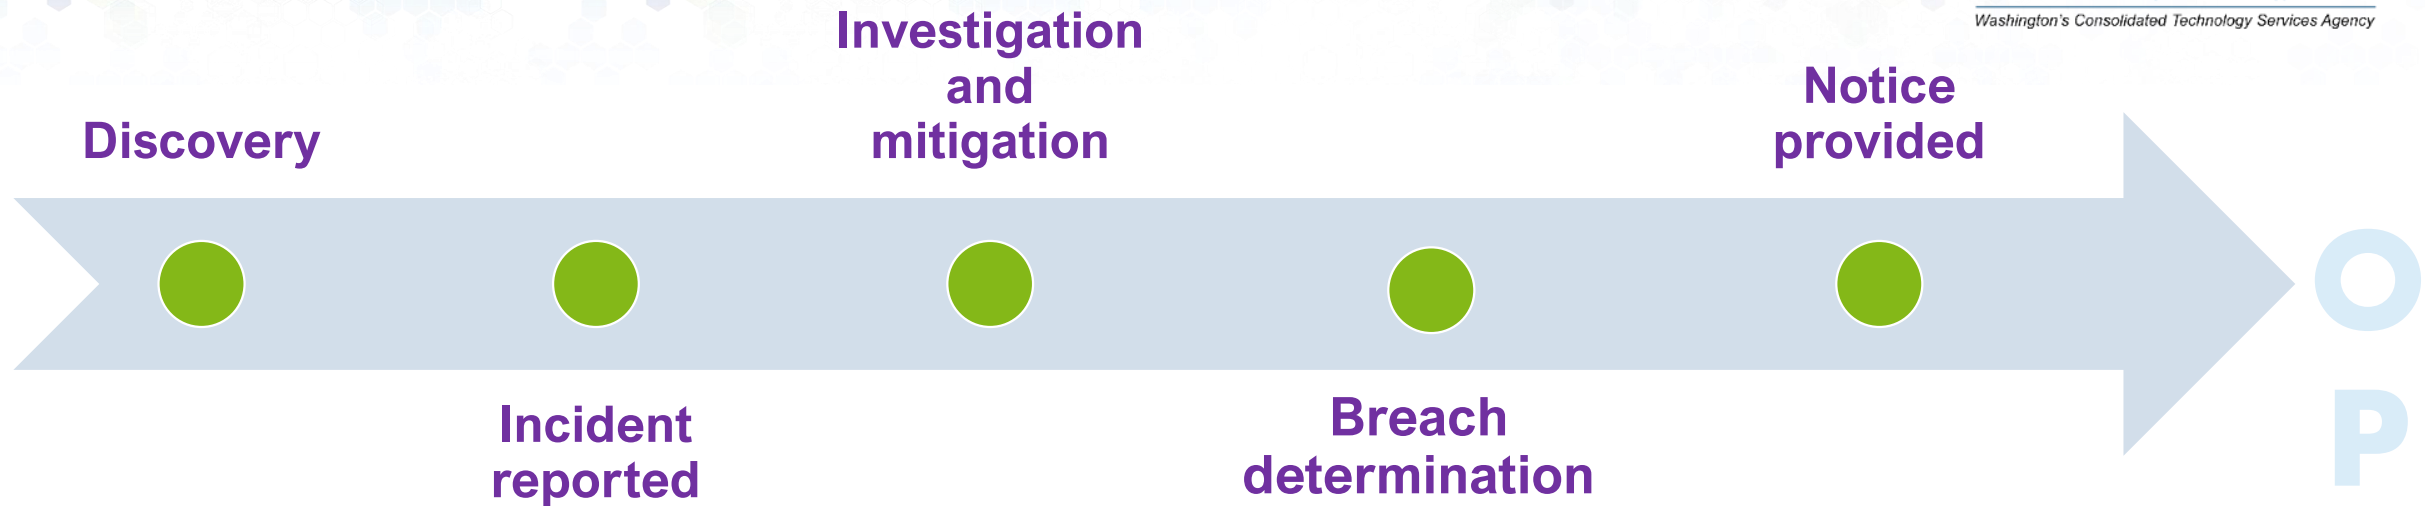 Washington's Consolidated Technology Services Agency
Discovery
Incident
reported
Investigation
and
mitigation
Breach
determination
Notice
provided
O
P